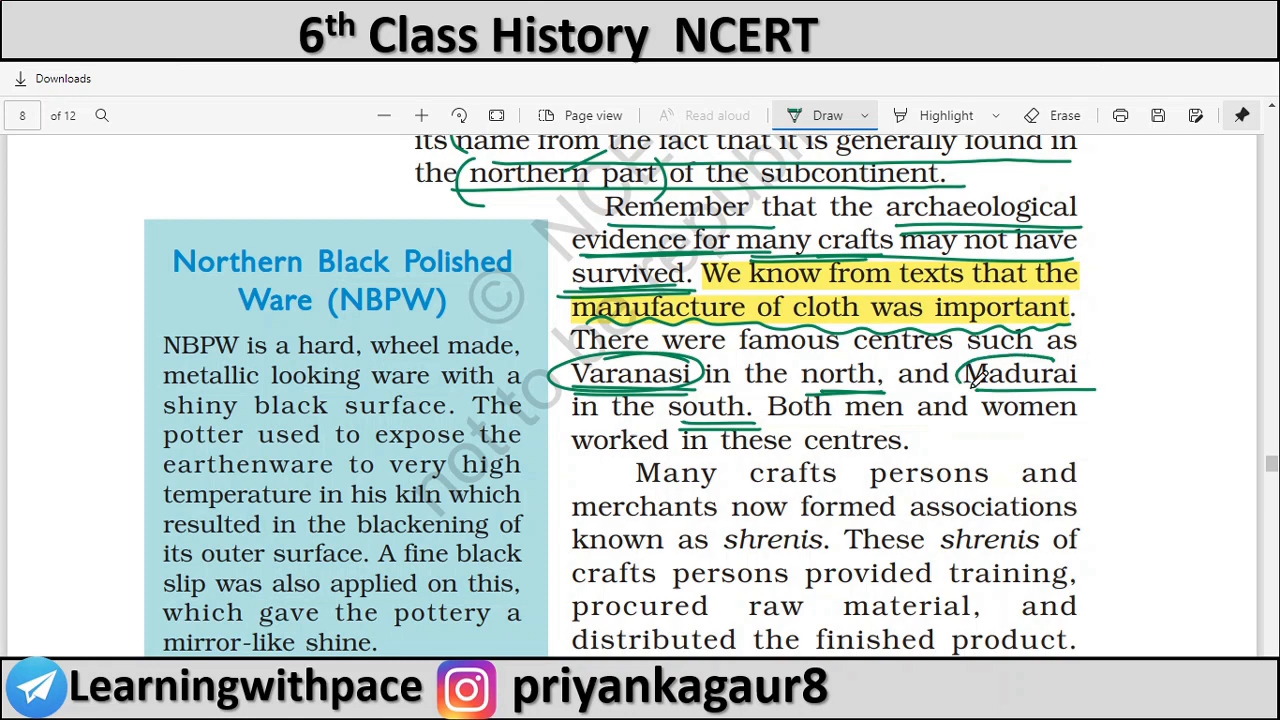 6th Class History NCERT
Downloads
8 of 12
Page view
Read aloud
Draw
Highlight
Erase
its name from the fact that it is generally found in
the northern part of the subcontinent.
Remember that the archaeological
evidence for many crafts may not have
survived. We know from texts that the
manufacture of cloth was important.
There were famous centres such as
Varanasi in the north, and Madurai
in the south. Both men and women
worked in these centres.
Many crafts persons and
merchants now formed associations
known as shrenis. These shrenis of
crafts persons provided training,
procured raw material, and
distributed the finished product.
Northern Black Polished
Ware (NBPW)
NBPW is a hard, wheel made,
metallic looking ware with a
shiny black surface. The
potter used to expose the
earthenware to very high
temperature in his kiln which
resulted in the blackening of
its outer surface. A fine black
slip was also applied on this,
which gave the pottery a
mirror-like shine.
©
not to be republi
Learningwithpace
priyankagaur8